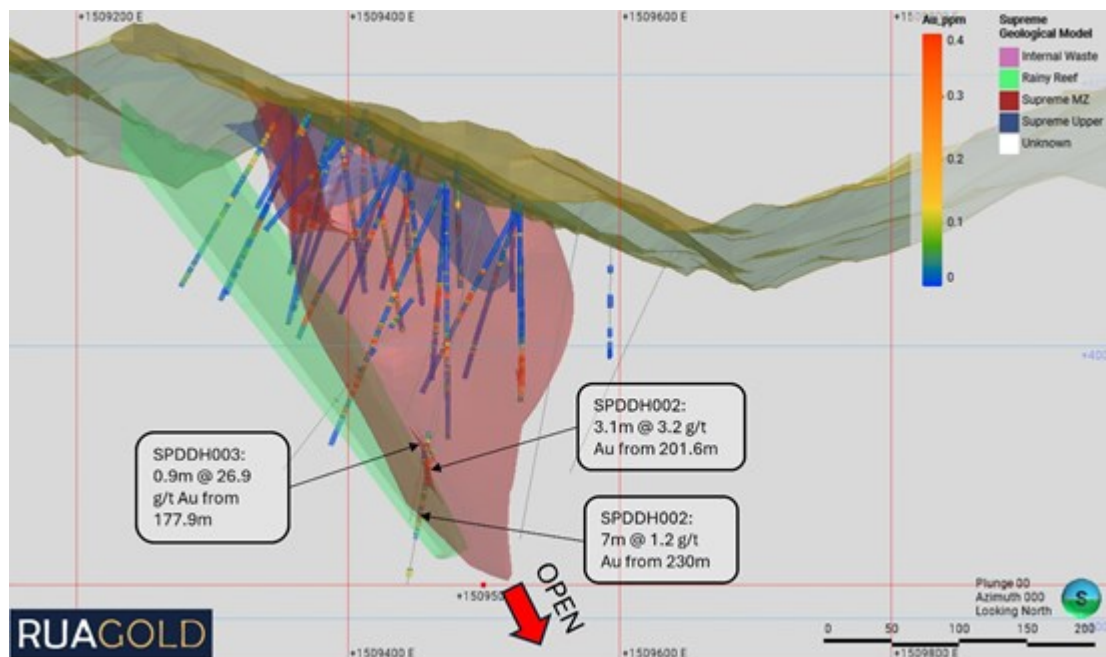 +1509200 E
+1509400 E
+1509600 E
Au_ppm
0.4
0.3
0.2
0.1
0
Supreme
Geological Model
Internal Waste
Rainy Reef
Supreme MZ
Supreme Upper
Unknown
SPDDH003:
0.9m @ 26.9
g/t Au from
177.9m
SPDDH002:
3.1m @ 3.2 g/t
Au from 201.6m
SPDDH002:
7m @ 1.2 g/t
Au from 230m
OPEN
Plunge 00
Azimuth 000
Looking North
S
0
50
100
150
200
+1509400 E
+1509600 E
+1509800 E
RUAGOLD